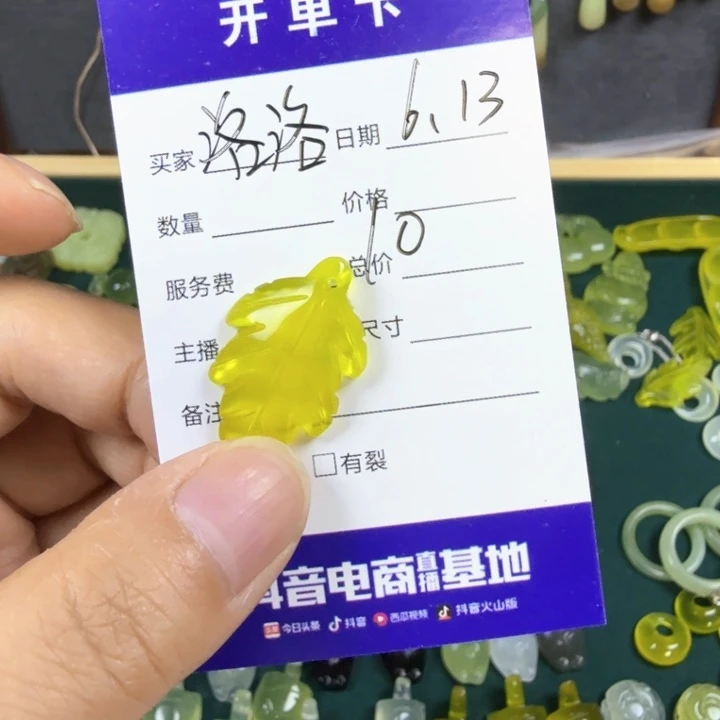 开单卡
买家 洛洛 日期 6.13
数量 价格 10
服务费 总价
主播 尺寸
备注
□有裂
抖音电商直播基地
头条 今日头条 抖音 西瓜视频 抖音火山版